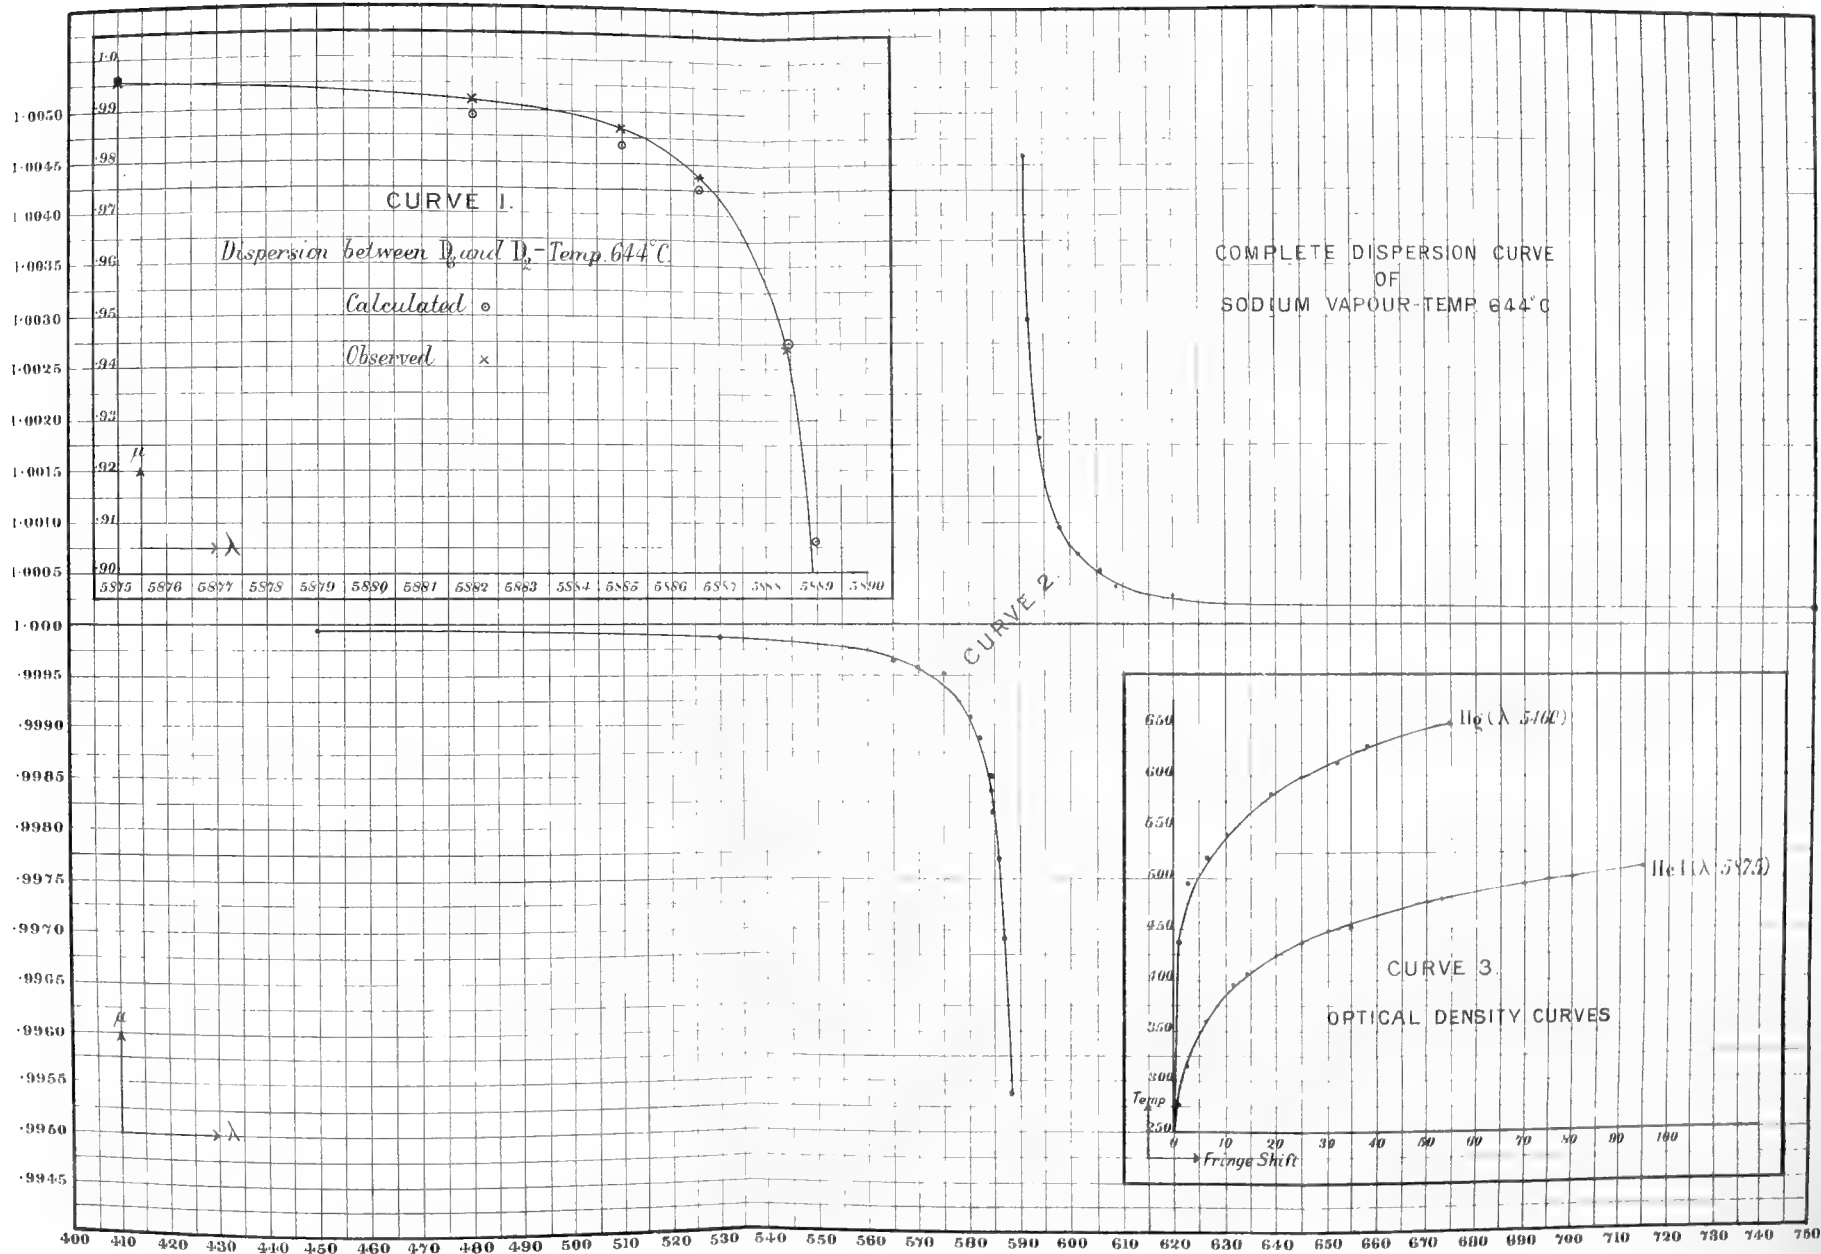 1·0050
1·0045
1·0040
1·0035
1·0030
1·0025
1·0020
1·0015
1·0010
1·0005
1·000
·9995
·9990
·9985
·9980
·9975
·9970
·9965
·9960
·9955
·9950
·9945
400 410 420 430 440 450 460 470 480 490 500 510 520 530 540 550 560 570 580 590 600 610 620 630 640 650 660 670 680 690 700 710 720 730 740 750
μ
λ
1·0
·99
·98
·97
·96
·95
·94
·93
·92
·91
·90
5875 5876 5877 5878 5879 5880 5881 5882 5883 5884 5885 5886 5887 5888 5889 5890
CURVE 1.
Dispersion between D3 and D2-Temp. 644°C.
Calculated ⊙
Observed ×
μ
λ
COMPLETE DISPERSION CURVE
OF
SODIUM VAPOUR-TEMP. 644°C
CURVE 2.
650
600
550
500
450
400
350
300
250
Temp
0 10 20 30 40 50 60 70 80 90 100
Fringe Shift
Hg (λ 5460)
Hel (λ 5875)
CURVE 3.
OPTICAL DENSITY CURVES